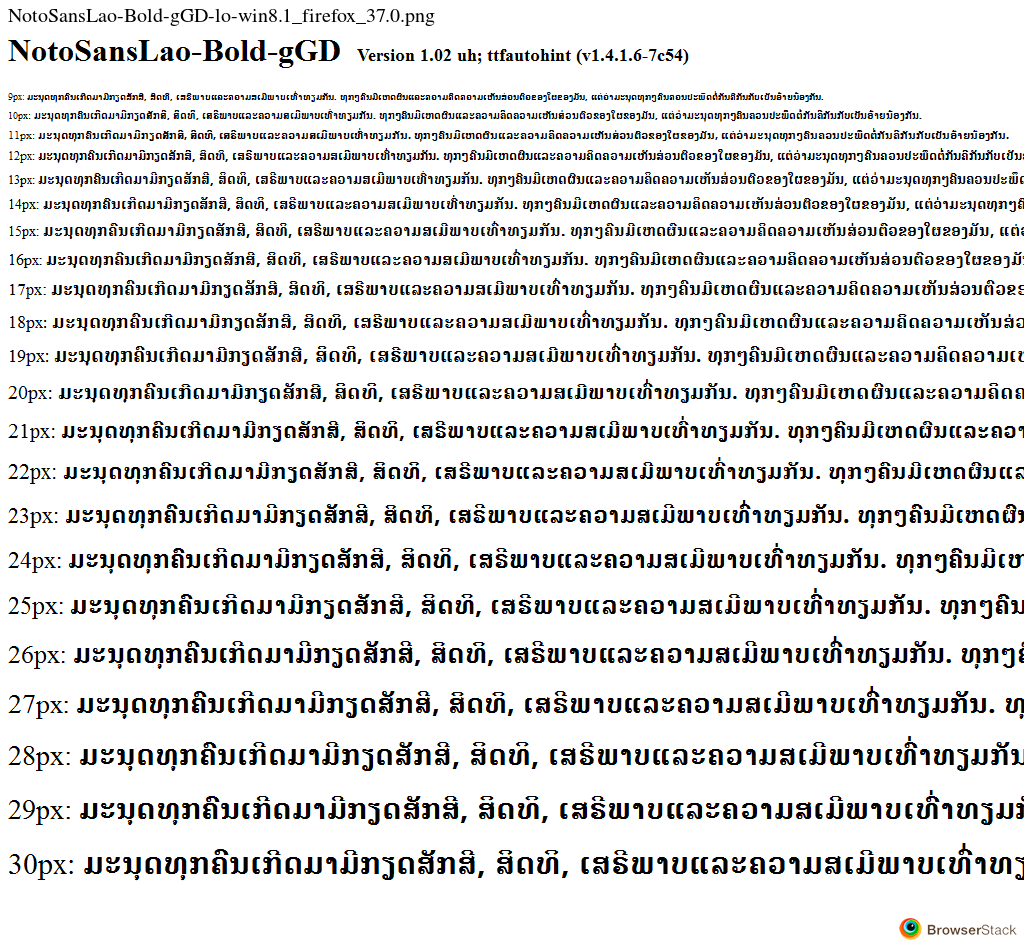 NotoSansLao-Bold-gGD-lo-win8.1_firefox_37.0.png
NotoSansLao-Bold-gGD Version 1.02 uh; ttfautohint (v1.4.1.6-7c54)
9px: ມະນຸດທຸກຄົນເກີດມາມີກຽດສັກສີ, ສິດທິ, ເສຣີພາບແລະຄວາມສເມີພາບເທົ່າທຽມກັນ. ທຸກໆຄົນມີເຫດຜົນແລະຄວາມຄິດຄວາມເຫັນສ່ວນຕົວຂອງໃຜຂອງມັນ, ແຕ່ວ່າມະນຸດທຸກໆຄົນຄວນປະພຶດຕໍ່ກັນຄືກັນກັບເປັນອ້າຍນ້ອງກັນ.
10px: ມະນຸດທຸກຄົນເກີດມາມີກຽດສັກສີ, ສິດທິ, ເສຣີພາບແລະຄວາມສເມີພາບເທົ່າທຽມກັນ. ທຸກໆຄົນມີເຫດຜົນແລະຄວາມຄິດຄວາມເຫັນສ່ວນຕົວຂອງໃຜຂອງມັນ, ແຕ່ວ່າມະນຸດທຸກໆຄົນຄວນປະພຶດຕໍ່ກັນຄືກັນກັບເປັນອ້າຍນ້ອງກັນ.
11px: ມະນຸດທຸກຄົນເກີດມາມີກຽດສັກສີ, ສິດທິ, ເສຣີພາບແລະຄວາມສເມີພາບເທົ່າທຽມກັນ. ທຸກໆຄົນມີເຫດຜົນແລະຄວາມຄິດຄວາມເຫັນສ່ວນຕົວຂອງໃຜຂອງມັນ, ແຕ່ວ່າມະນຸດທຸກໆຄົນຄວນປະພຶດຕໍ່ກັນຄືກັນກັບເປັນອ້າຍນ້ອງກັນ.
12px: ມະນຸດທຸກຄົນເກີດມາມີກຽດສັກສີ, ສິດທິ, ເສຣີພາບແລະຄວາມສເມີພາບເທົ່າທຽມກັນ. ທຸກໆຄົນມີເຫດຜົນແລະຄວາມຄິດຄວາມເຫັນສ່ວນຕົວຂອງໃຜຂອງມັນ, ແຕ່ວ່າມະນຸດທຸກໆຄົນຄວນປະພຶດຕໍ່ກັນຄືກັນກັບເປັນ
13px: ມະນຸດທຸກຄົນເກີດມາມີກຽດສັກສີ, ສິດທິ, ເສຣີພາບແລະຄວາມສເມີພາບເທົ່າທຽມກັນ. ທຸກໆຄົນມີເຫດຜົນແລະຄວາມຄິດຄວາມເຫັນສ່ວນຕົວຂອງໃຜຂອງມັນ, ແຕ່ວ່າມະນຸດທຸກໆຄົນຄວນປະພຶດ
14px: ມະນຸດທຸກຄົນເກີດມາມີກຽດສັກສີ, ສິດທິ, ເສຣີພາບແລະຄວາມສເມີພາບເທົ່າທຽມກັນ. ທຸກໆຄົນມີເຫດຜົນແລະຄວາມຄິດຄວາມເຫັນສ່ວນຕົວຂອງໃຜຂອງມັນ, ແຕ່ວ່າມະນຸດທຸກໆຄົ
15px: ມະນຸດທຸກຄົນເກີດມາມີກຽດສັກສີ, ສິດທິ, ເສຣີພາບແລະຄວາມສເມີພາບເທົ່າທຽມກັນ. ທຸກໆຄົນມີເຫດຜົນແລະຄວາມຄິດຄວາມເຫັນສ່ວນຕົວຂອງໃຜຂອງມັນ, ແຕ່ວ
16px: ມະນຸດທຸກຄົນເກີດມາມີກຽດສັກສີ, ສິດທິ, ເສຣີພາບແລະຄວາມສເມີພາບເທົ່າທຽມກັນ. ທຸກໆຄົນມີເຫດຜົນແລະຄວາມຄິດຄວາມເຫັນສ່ວນຕົວຂອງໃຜຂອງມັ
17px: ມະນຸດທຸກຄົນເກີດມາມີກຽດສັກສີ, ສິດທິ, ເສຣີພາບແລະຄວາມສເມີພາບເທົ່າທຽມກັນ. ທຸກໆຄົນມີເຫດຜົນແລະຄວາມຄິດຄວາມເຫັນສ່ວນຕົວຂອ
18px: ມະນຸດທຸກຄົນເກີດມາມີກຽດສັກສີ, ສິດທິ, ເສຣີພາບແລະຄວາມສເມີພາບເທົ່າທຽມກັນ. ທຸກໆຄົນມີເຫດຜົນແລະຄວາມຄິດຄວາມເຫັນສ່ວ
19px: ມະນຸດທຸກຄົນເກີດມາມີກຽດສັກສີ, ສິດທິ, ເສຣີພາບແລະຄວາມສເມີພາບເທົ່າທຽມກັນ. ທຸກໆຄົນມີເຫດຜົນແລະຄວາມຄິດຄວາມເຫ
20px: ມະນຸດທຸກຄົນເກີດມາມີກຽດສັກສີ, ສິດທິ, ເສຣີພາບແລະຄວາມສເມີພາບເທົ່າທຽມກັນ. ທຸກໆຄົນມີເຫດຜົນແລະຄວາມຄິດຄ
21px: ມະນຸດທຸກຄົນເກີດມາມີກຽດສັກສີ, ສິດທິ, ເສຣີພາບແລະຄວາມສເມີພາບເທົ່າທຽມກັນ. ທຸກໆຄົນມີເຫດຜົນແລະຄວາ
22px: ມະນຸດທຸກຄົນເກີດມາມີກຽດສັກສີ, ສິດທິ, ເສຣີພາບແລະຄວາມສເມີພາບເທົ່າທຽມກັນ. ທຸກໆຄົນມີເຫດຜົນແລ
23px: ມະນຸດທຸກຄົນເກີດມາມີກຽດສັກສີ, ສິດທິ, ເສຣີພາບແລະຄວາມສເມີພາບເທົ່າທຽມກັນ. ທຸກໆຄົນມີເຫດຜົນ
24px: ມະນຸດທຸກຄົນເກີດມາມີກຽດສັກສີ, ສິດທິ, ເສຣີພາບແລະຄວາມສເມີພາບເທົ່າທຽມກັນ. ທຸກໆຄົນມີເຫ
25px: ມະນຸດທຸກຄົນເກີດມາມີກຽດສັກສີ, ສິດທິ, ເສຣີພາບແລະຄວາມສເມີພາບເທົ່າທຽມກັນ. ທຸກໆຄົນ
26px: ມະນຸດທຸກຄົນເກີດມາມີກຽດສັກສີ, ສິດທິ, ເສຣີພາບແລະຄວາມສເມີພາບເທົ່າທຽມກັນ. ທຸກໆຄົ
27px: ມະນຸດທຸກຄົນເກີດມາມີກຽດສັກສີ, ສິດທິ, ເສຣີພາບແລະຄວາມສເມີພາບເທົ່າທຽມກັນ. ທຸ
28px: ມະນຸດທຸກຄົນເກີດມາມີກຽດສັກສີ, ສິດທິ, ເສຣີພາບແລະຄວາມສເມີພາບເທົ່າທຽມກັນ
29px: ມະນຸດທຸກຄົນເກີດມາມີກຽດສັກສີ, ສິດທິ, ເສຣີພາບແລະຄວາມສເມີພາບເທົ່າທຽມກັ
30px: ມະນຸດທຸກຄົນເກີດມາມີກຽດສັກສີ, ສິດທິ, ເສຣີພາບແລະຄວາມສເມີພາບເທົ່າທຽ
BrowserStack